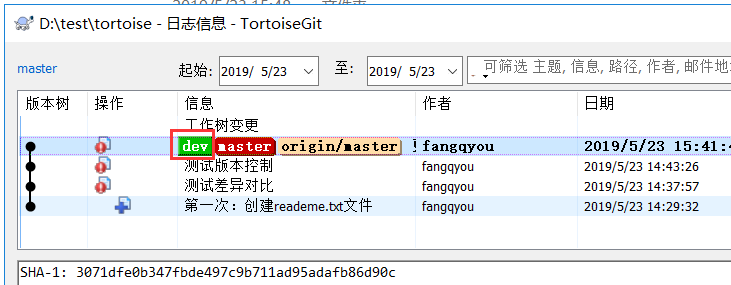 D:\test\tortoise - 日志信息 - TortoiseGit
master 起始: 2019/ 5/23 至: 2019/ 5/23 可筛选 主题, 信息, 路径, 作者, 邮件地
版本树 操作 信息 作者 日期
工作树变更
dev master origin/master fangqyou 2019/5/23 15:41:4
测试版本控制 fangqyou 2019/5/23 14:43:26
测试差异对比 fangqyou 2019/5/23 14:37:57
第一次: 创建reademe.txt文件 fangqyou 2019/5/23 14:29:32
SHA-1: 3071dfe0b347fbde497c9b711ad95adafb86d90c